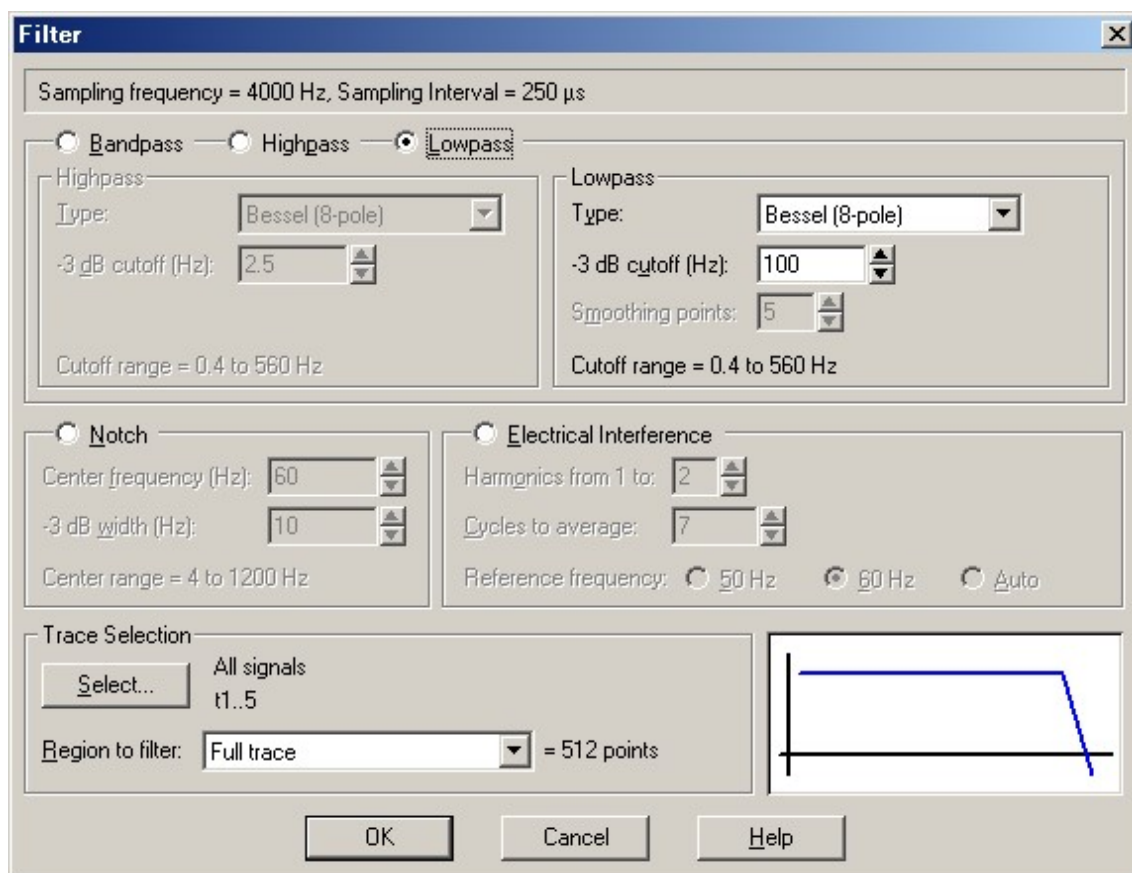 Filter
Sampling frequency = 4000 Hz, Sampling Interval = 250 µs
Bandpass Highpass Lowpass
Highpass
Type: Bessel (8-pole)
-3 dB cutoff (Hz): 2.5
Cutoff range = 0.4 to 560 Hz
Lowpass
Type: Bessel (8-pole)
-3 dB cutoff (Hz): 100
Smoothing points: 5
Cutoff range = 0.4 to 560 Hz
Notch
Center frequency (Hz): 60
-3 dB width (Hz): 10
Center range = 4 to 1200 Hz
Electrical Interference
Harmonics from 1 to: 2
Cycles to average: 7
Reference frequency: 50 Hz 60 Hz Auto
Trace Selection
Select... All signals
t1..5
Region to filter: Full trace = 512 points
OK Cancel Help